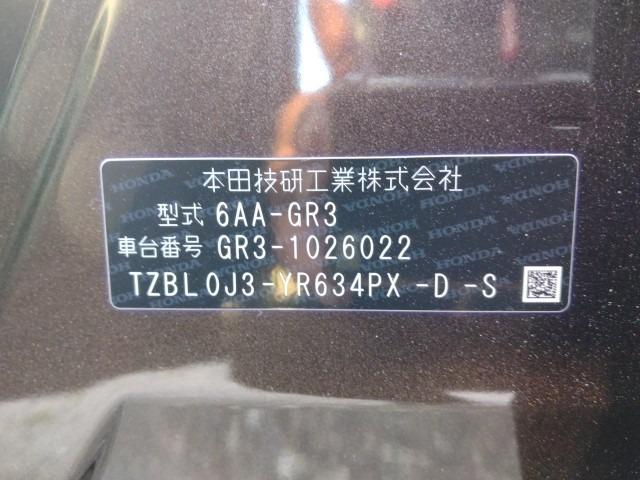 本田技研工業株式会社
型式 6AA-GR3
車台番号 GR3-1026022
TZBL0J3-YR634PX -D -S